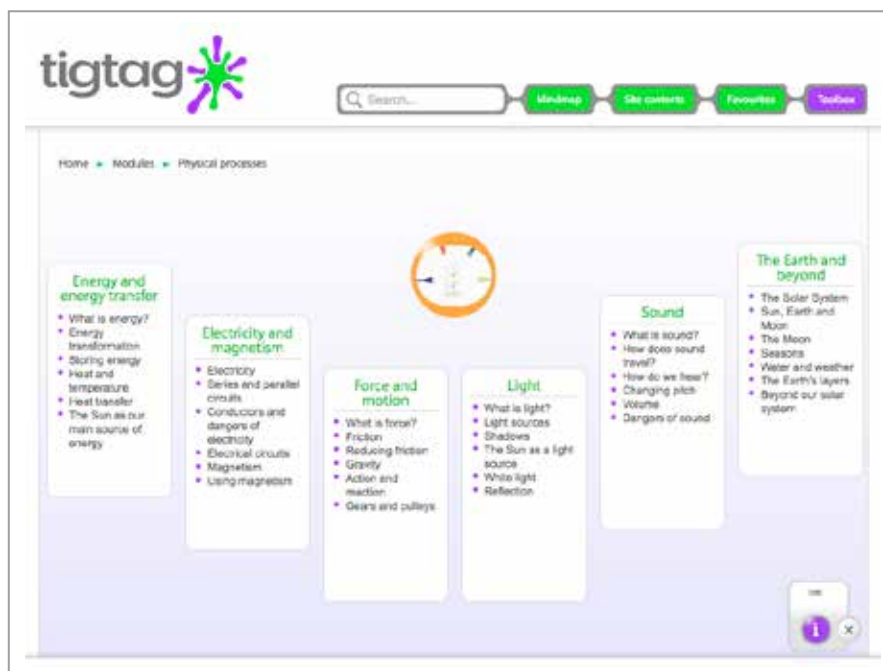 tigtag
Search...
Mindmap
Site contents
Favourites
Toolbox
Home ► Modules ► Physical processes
Energy and
energy transfer
• What is energy?
• Energy
transformation
• Storing energy
• Heat and
temperature
• Heat transfer
• The Sun as our
main source of
energy
Electricity and
magnetism
• Electricity
• Series and parallel
circuits
• Conductors and
dangers of
electricity
• Electrical circuits
• Magnetism
• Using magnetism
Force and
motion
• What is force?
• Friction
• Reducing friction
• Gravity
• Action and
reaction
• Gears and pulleys
Light
• What is light?
• Light sources
• Shadows
• The Sun as a light
source
• White light
• Reflection
Sound
• What is sound?
• How does sound
travel?
• How do we hear?
• Changing pitch
• Volume
• Dangers of sound
The Earth and
beyond
• The Solar System
• Sun, Earth and
Moon
• The Moon
• Seasons
• Water and weather
• The Earth's layers
• Beyond our solar
system
i
×